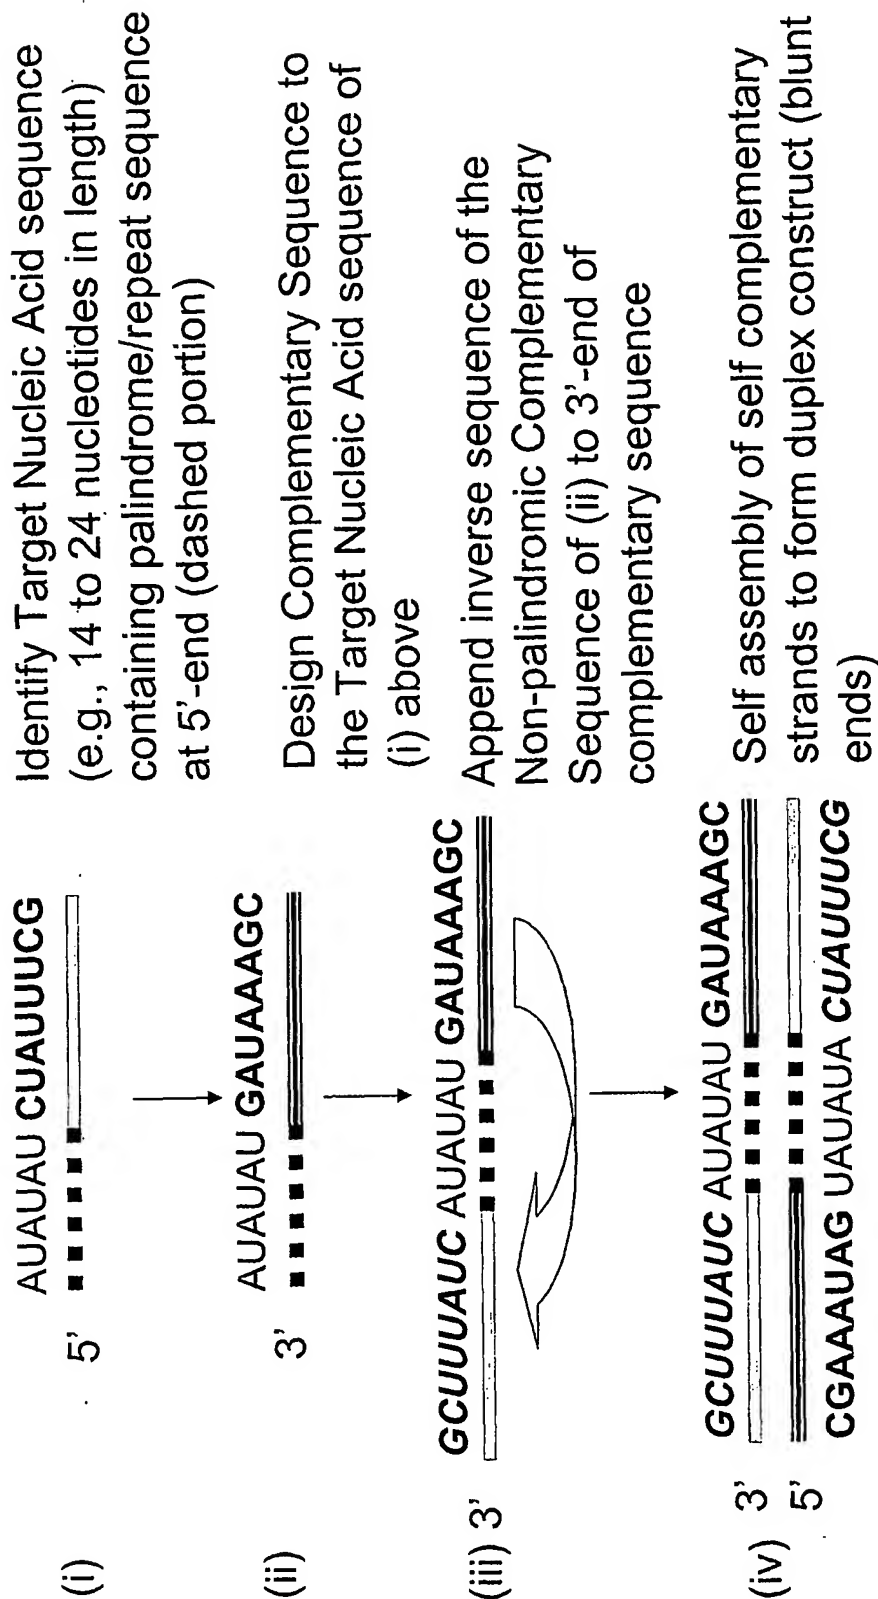 (i)
AUAUAU CUAUUUCG
5’
Identify Target Nucleic Acid sequence
(e.g., 14 to 24 nucleotides in length)
containing palindrome/repeat sequence
at 5’-end (dashed portion)
(ii)
AUAUAU GAUAAAGC
3’
Design Complementary Sequence to
the Target Nucleic Acid sequence of
(i) above
(iii) 3’
GCUUUAUC AUAUAU GAUAAAGC
Append inverse sequence of the
Non-palindromic Complementary
Sequence of (ii) to 3’-end of
complementary sequence
(iv)
GCUUUAUC AUAUAU GAUAAAGC
3’
5’
CGAAAUAG UAUAUA CUAUUUCG
Self assembly of self complementary
strands to form duplex construct (blunt
ends)